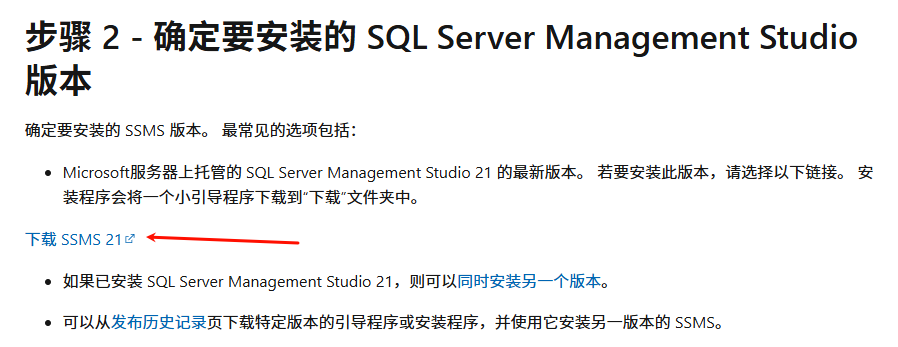 步骤 2 - 确定要安装的 SQL Server Management Studio
版本
确定要安装的 SSMS 版本。 最常见的选项包括：
• Microsoft服务器上托管的 SQL Server Management Studio 21 的最新版本。 若要安装此版本，请选择以下链接。 安
装程序会将一个小引导程序下载到“下载”文件夹中。
下载 SSMS 21
• 如果已安装 SQL Server Management Studio 21，则可以同时安装另一个版本。
• 可以从发布历史记录页下载特定版本的引导程序或安装程序，并使用它安装另一版本的 SSMS。